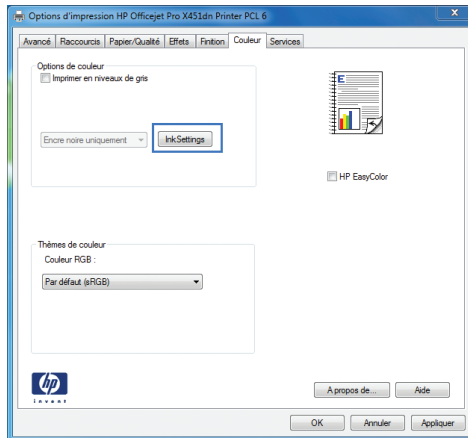 Options d'impression HP Officejet Pro X451dn Printer PCL 6
Avancé Raccourcis Papier/Qualité Effets Finition Couleur Services
Options de couleur
Imprimer en niveaux de gris
Encre noire uniquement InkSettings
HP EasyColor
Thèmes de couleur
Couleur RGB :
Par défaut (sRGB)
hp
invent
A propos de... Aide
OK Annuler Appliquer